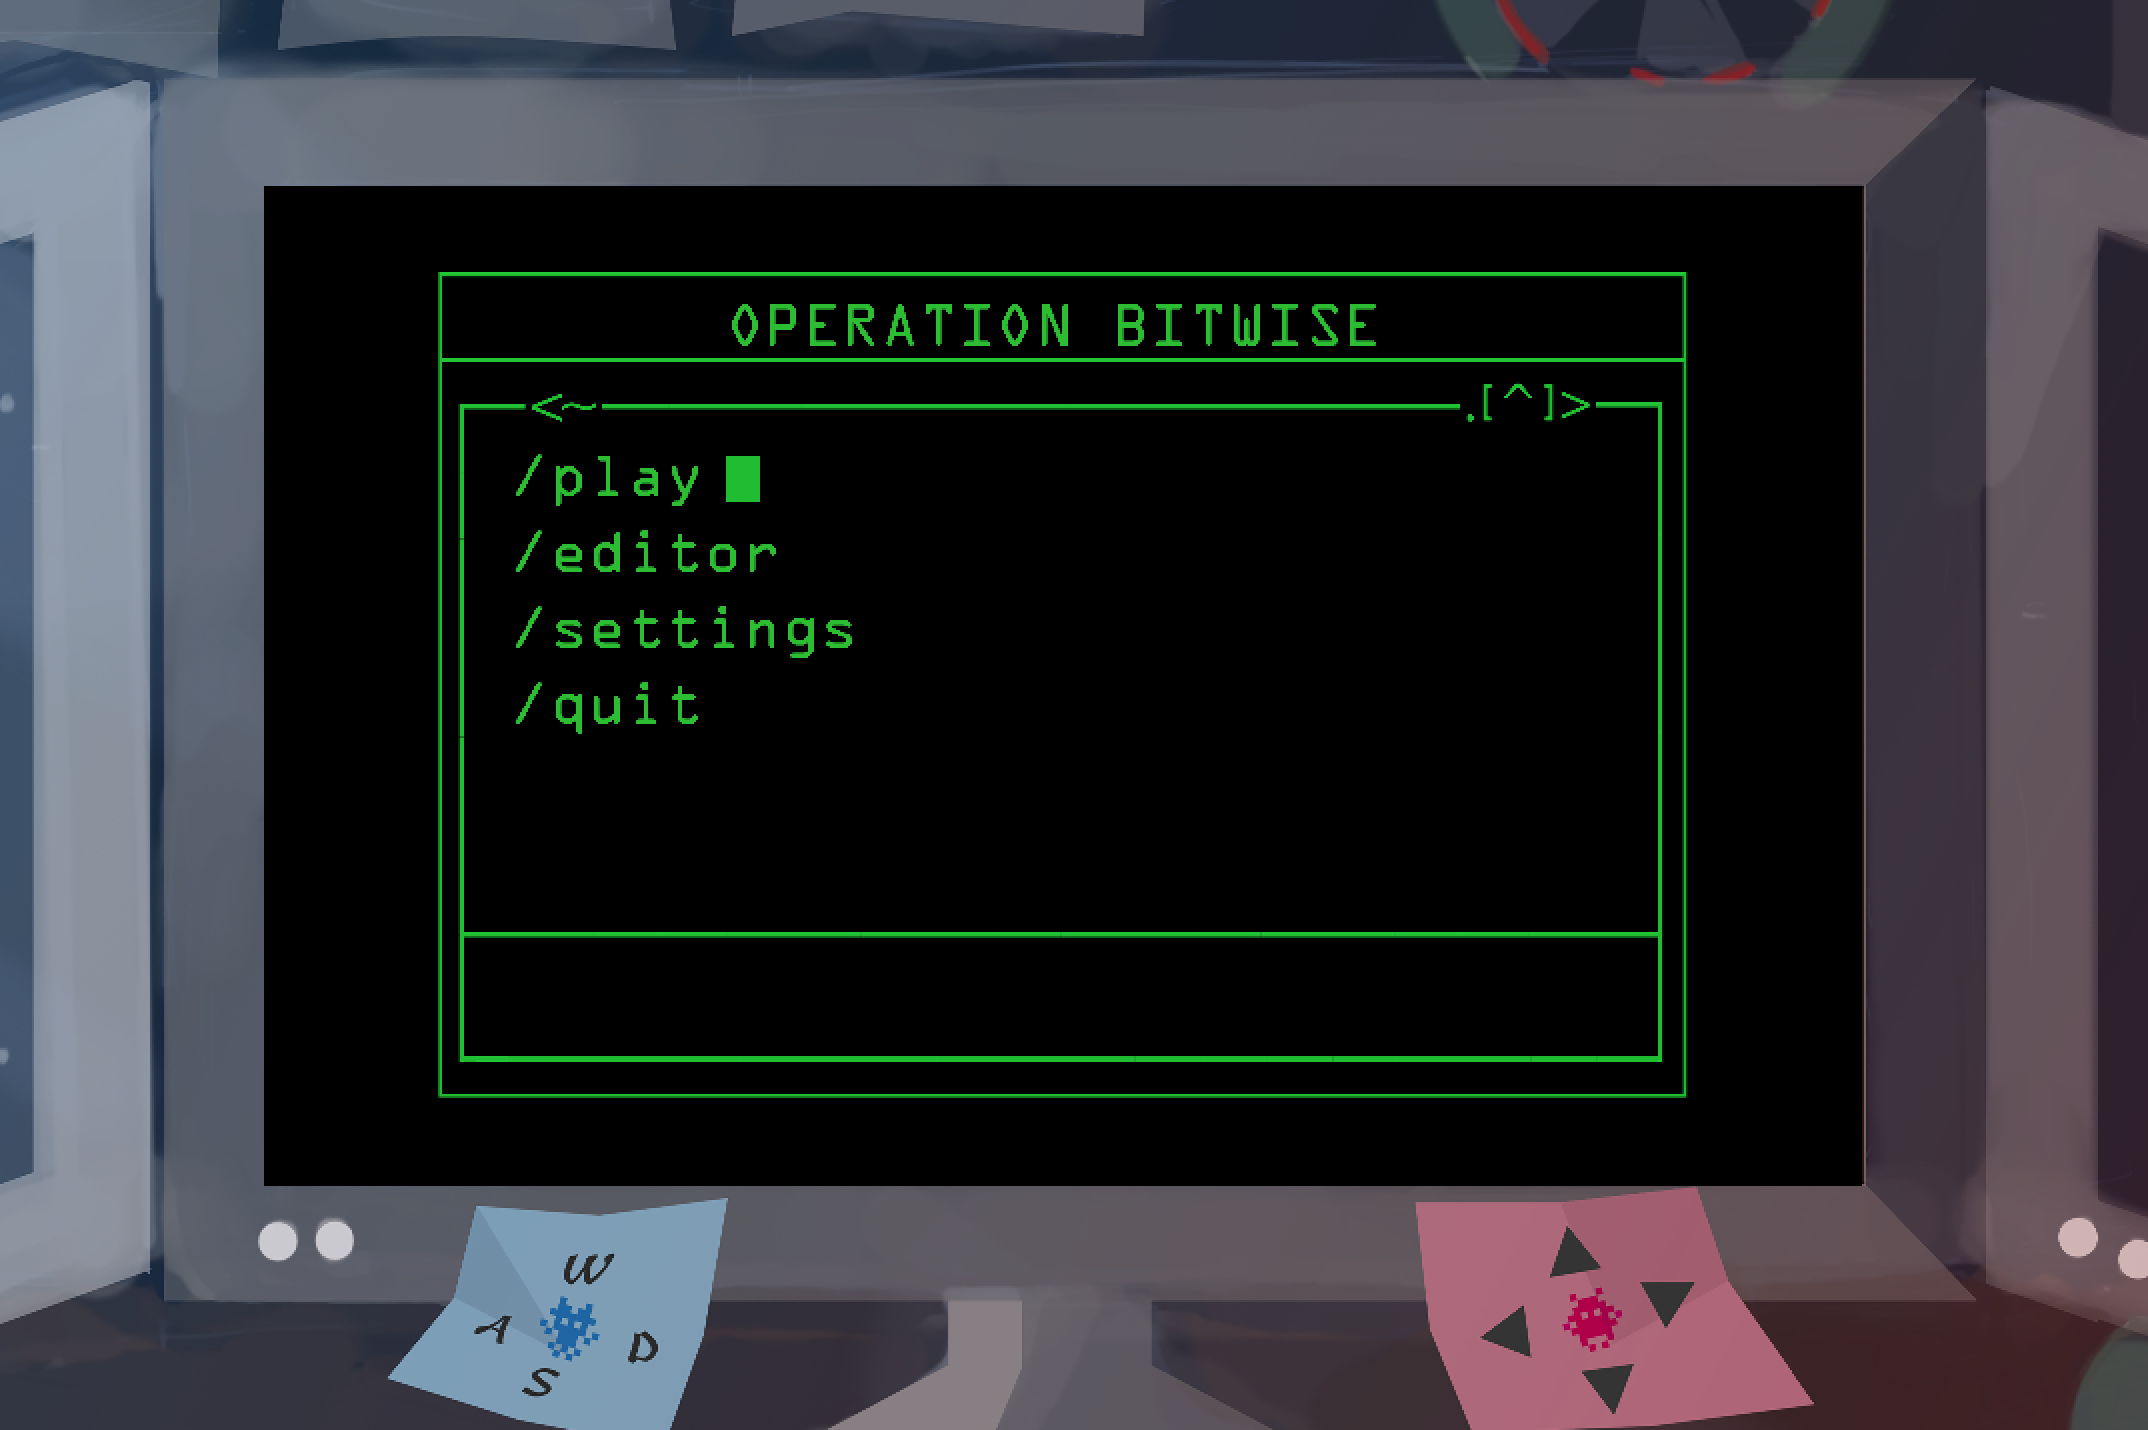 OPERATION BITWISE
<~ .[^]>
/play
/editor
/settings
/quit
W
A D
S